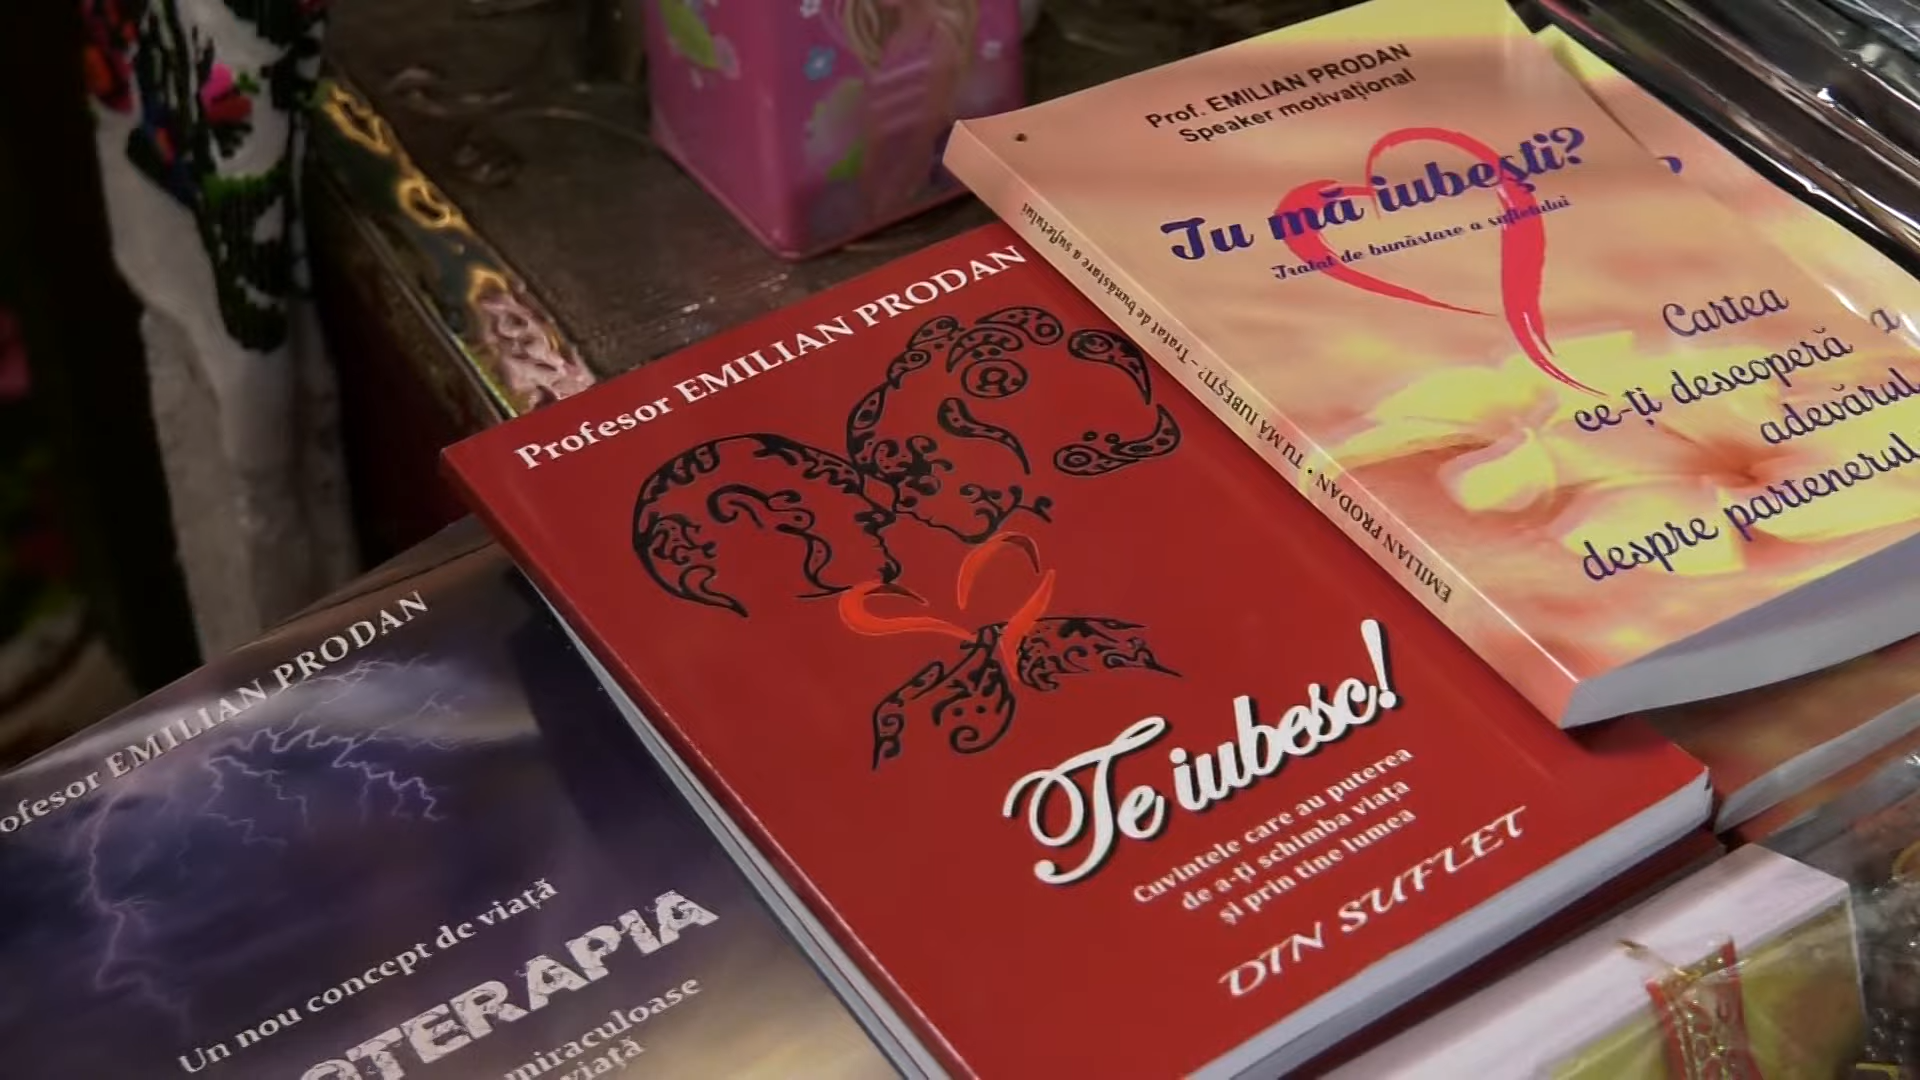 Prof. EMILIAN PRODAN
Speaker motivațional
Tu mă iubești?
Tratat de bunăstare a sufletului
Cartea
ce-ți descoperă
adevărul
despre partenerul
EMILIAN PRODAN • TU MĂ IUBEȘTI? - Tratat de bunăstare a sufletului
Profesor EMILIAN PRODAN
Te iubesc!
Cuvintele care au puterea
de a-ți schimba viața
și prin tine lumea
DIN SUFLET
ofesor EMILIAN PRODAN
Un nou concept de viață
OTERAPIA
miraculoase
viață